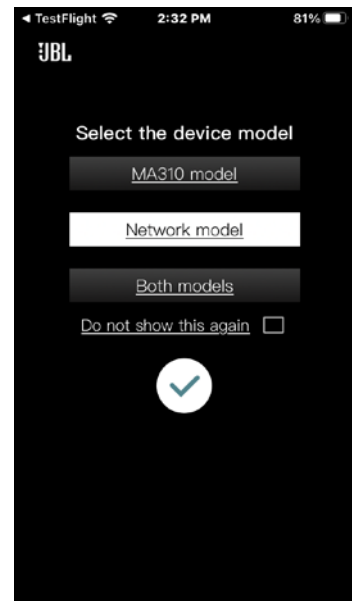 ◀ TestFlight 2:32 PM 81%
JBL
Select the device model
MA310 model
Network model
Both models
Do not show this again